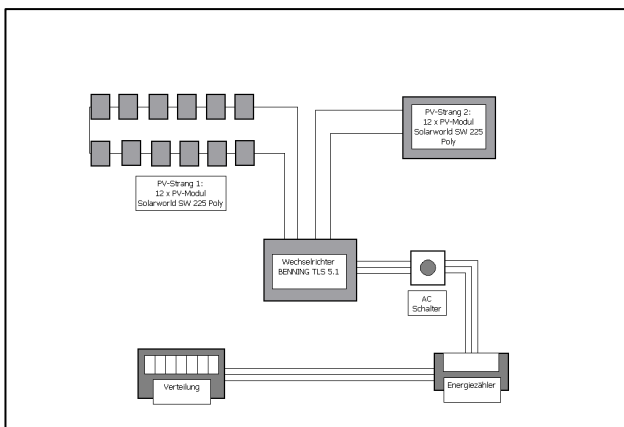 PV-Strang 1:
12 x PV-Modul
Solarworld SW 225 Poly
PV-Strang 2:
12 x PV-Modul
Solarworld SW 225
Poly
Wechselrichter
BENNING TLS 5.1
AC
Schalter
Verteilung
Energiezähler